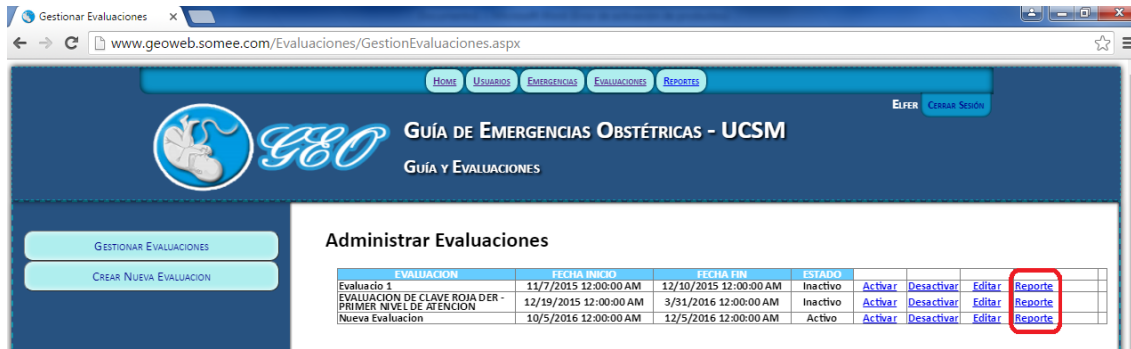 Gestionar Evaluaciones
www.geoweb.somee.com/Evaluaciones/GestionEvaluaciones.aspx
Home Usuarios Emergencias Evaluaciones Reportes
Elfer Cerrar Sesión
GEO
Guía de Emergencias Obstétricas - UCSM
Guía y Evaluaciones
Gestionar Evaluaciones
Crear Nueva Evaluacion
Administrar Evaluaciones
EVALUACION FECHA INICIO FECHA FIN ESTADO
Evaluacio 1 11/7/2015 12:00:00 AM 12/10/2015 12:00:00 AM Inactivo Activar Desactivar Editar Reporte
EVALUACION DE CLAVE ROJA DER -
PRIMER NIVEL DE ATENCION 12/19/2015 12:00:00 AM 3/31/2016 12:00:00 AM Inactivo Activar Desactivar Editar Reporte
Nueva Evaluacion 10/5/2016 12:00:00 AM 12/5/2016 12:00:00 AM Activo Activar Desactivar Editar Reporte